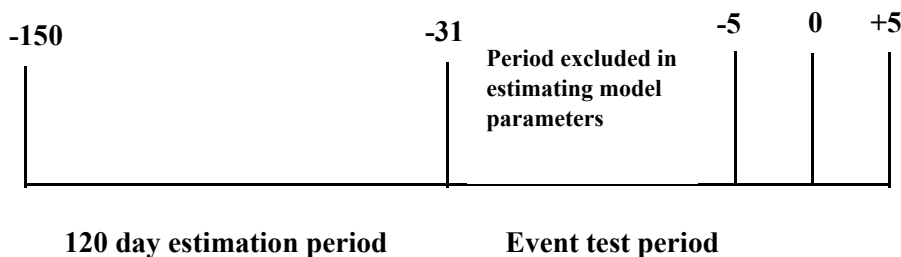 -150
-31
-5
0
+5
Period excluded in
estimating model
parameters
120 day estimation period
Event test period